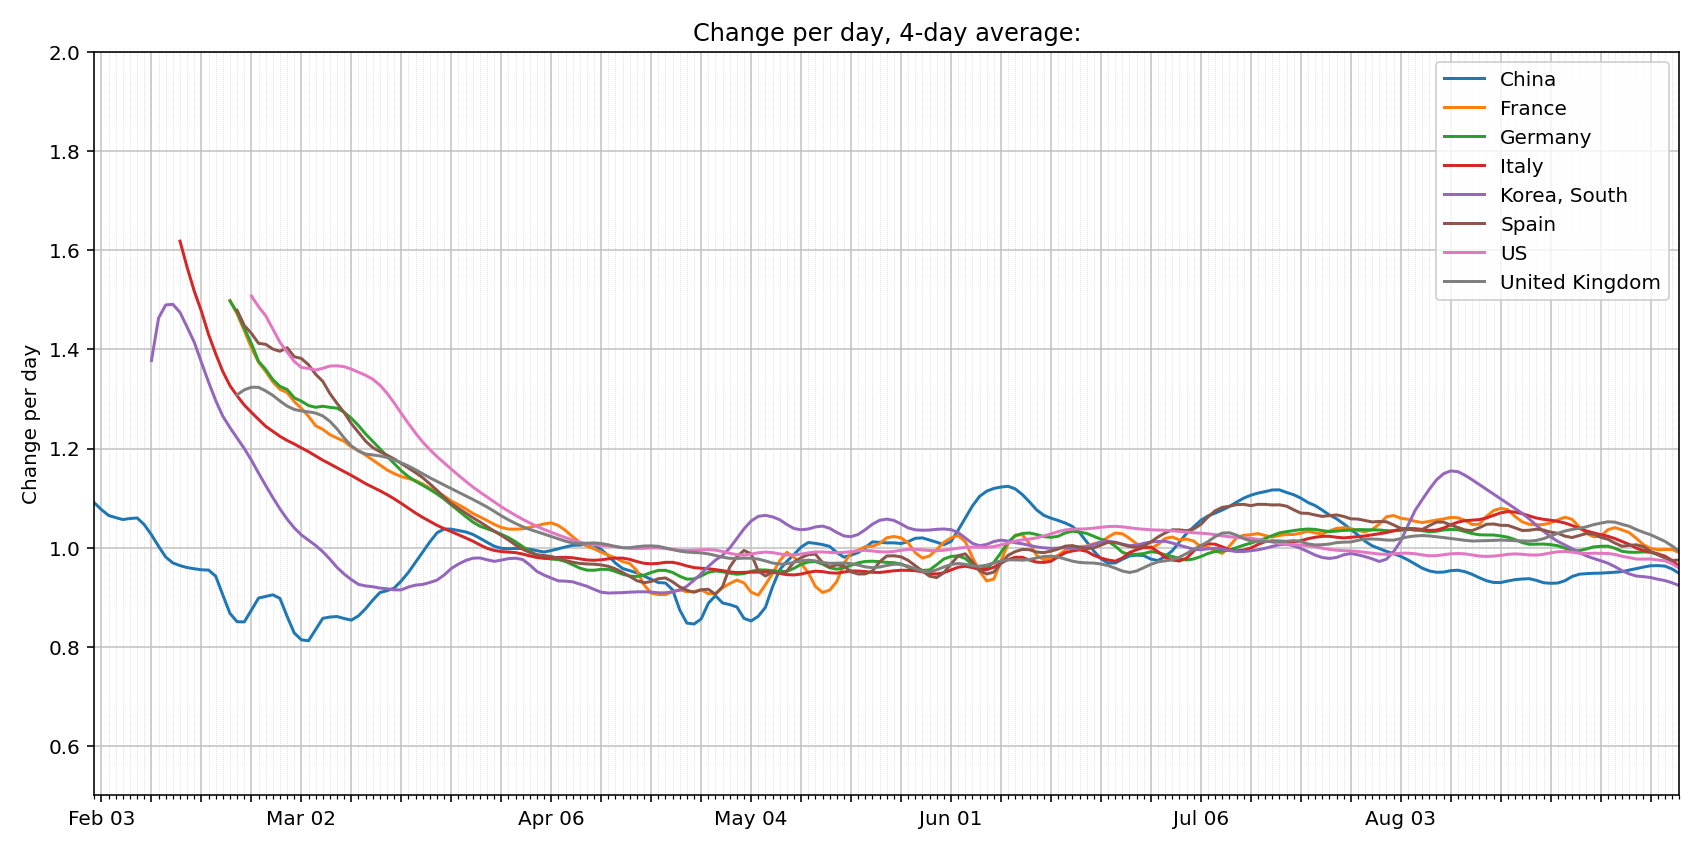 Change per day, 4-day average:
2.0
1.8
1.6
1.4
1.2
1.0
0.8
0.6
Change per day
China
France
Germany
Italy
Korea, South
Spain
US
United Kingdom
Feb 03 Mar 02 Apr 06 May 04 Jun 01 Jul 06 Aug 03